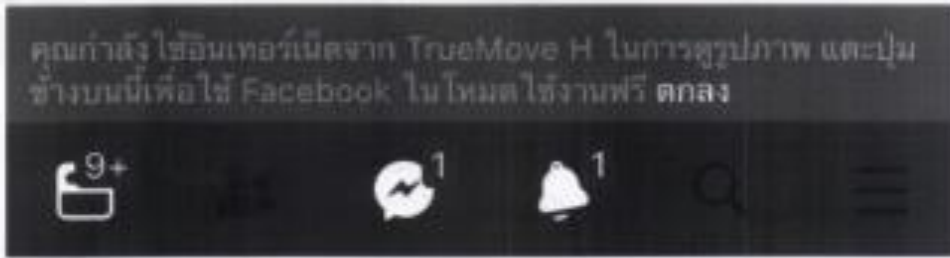 คุณกำลังใช้อินเทอร์เน็ตจาก TrueMove H ในการดูรูปภาพ แตะปุ่ม
ข้างบนนี้เพื่อใช้ Facebook ในโหมดใช้งานฟรี ตกลง
9+ 1 1